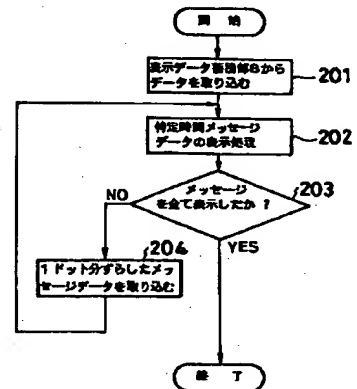 開 始
表示データ蓄積部8から
データを取り込む
201
特定時間メッセージ
データの表示処理
202
メッセージ
を全て表示したか ?
203
NO
YES
204
1ドット分ずらしたメッ
セージデータを取り込む
終 了